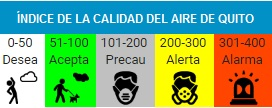 ÍNDICE DE LA CALIDAD DEL AIRE DE QUITO
0-50 51-100 101-200 200-300 301-400
Desea Acepta Precau Alerta Alarma